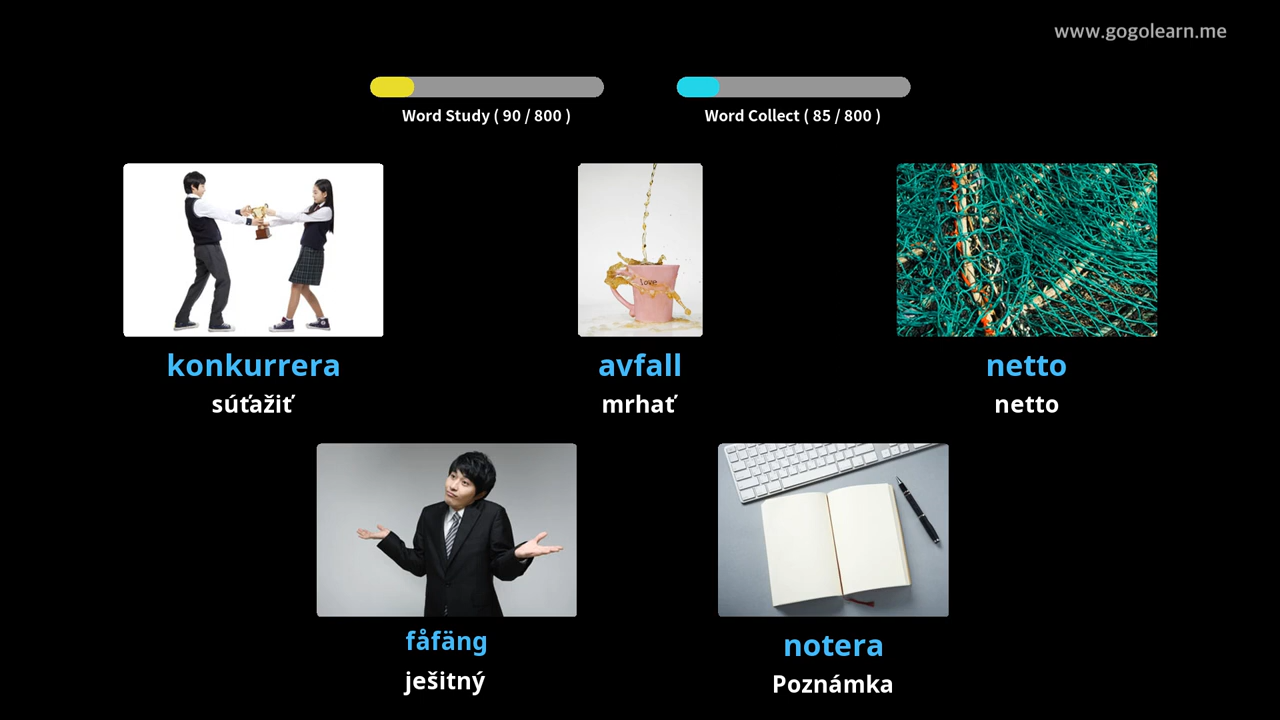 www.gogolearn.me
Word Study ( 90 / 800 )
Word Collect ( 85 / 800 )
konkurrera
súťažiť
avfall
mrhať
love
netto
netto
fåfäng
ješitný
notera
Poznámka